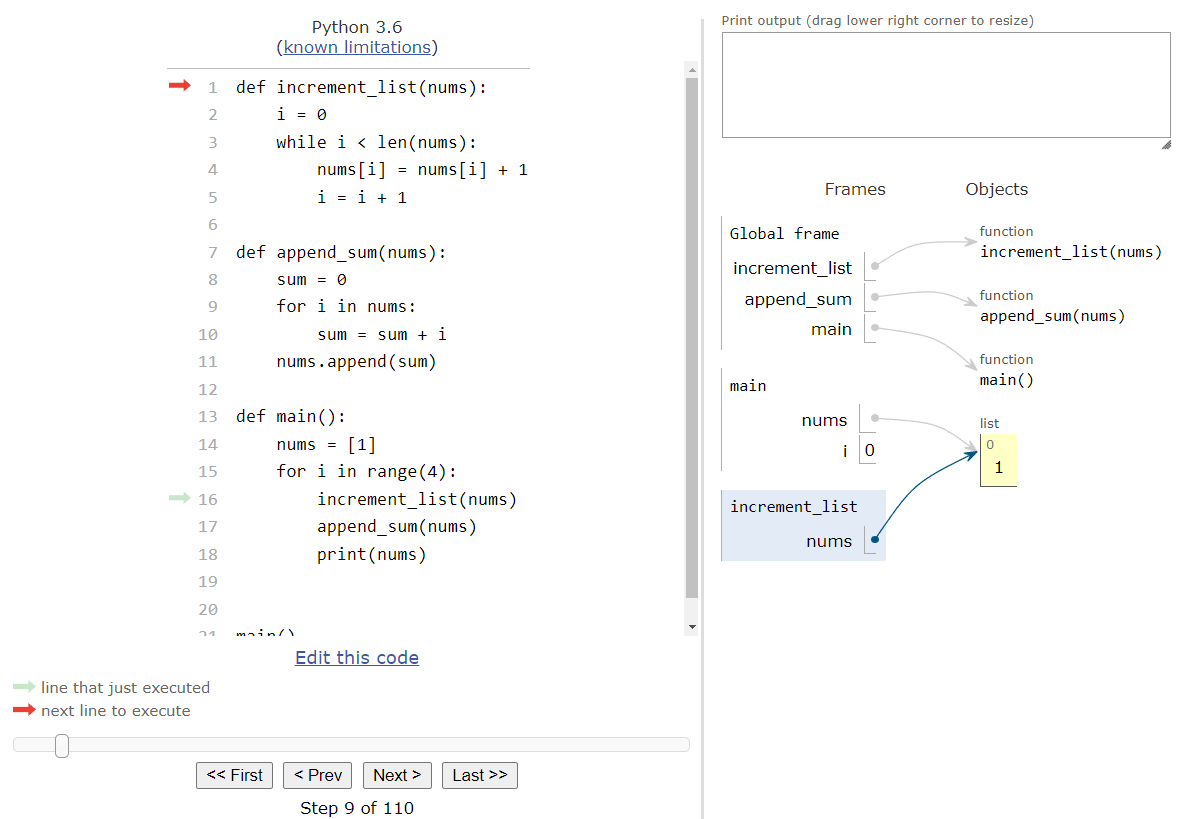 Python 3.6
(known limitations)
1 def increment_list(nums):
2     i = 0
3     while i < len(nums):
4         nums[i] = nums[i] + 1
5         i = i + 1
6
7 def append_sum(nums):
8     sum = 0
9     for i in nums:
10         sum = sum + i
11     nums.append(sum)
12
13 def main():
14     nums = [1]
15     for i in range(4):
16         increment_list(nums)
17         append_sum(nums)
18         print(nums)
19
20
21 main()
Edit this code
line that just executed
next line to execute
<< First < Prev Next > Last >>
Step 9 of 110
Print output (drag lower right corner to resize)
Frames Objects
Global frame
increment_list
append_sum
main
function
increment_list(nums)
function
append_sum(nums)
function
main()
main
nums
i 0
list
0
1
increment_list
nums